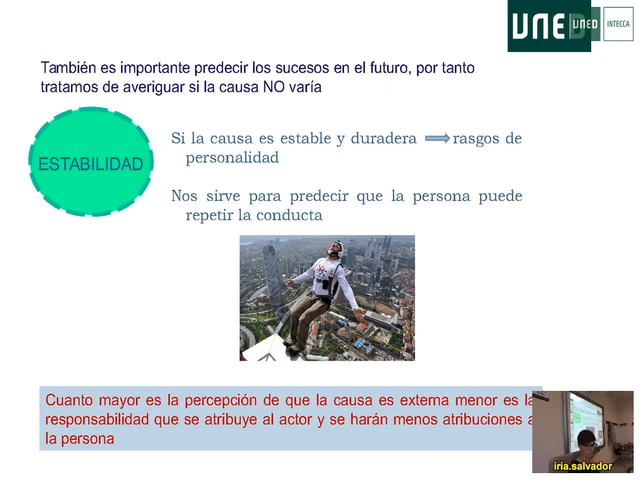 UNED
UNED
INTECCA
También es importante predecir los sucesos en el futuro, por tanto
tratamos de averiguar si la causa NO varía
ESTABILIDAD
Si la causa es estable y duradera rasgos de
personalidad
Nos sirve para predecir que la persona puede
repetir la conducta
Cuanto mayor es la percepción de que la causa es externa menor es la
responsabilidad que se atribuye al actor y se harán menos atribuciones a
la persona
iria.salvador